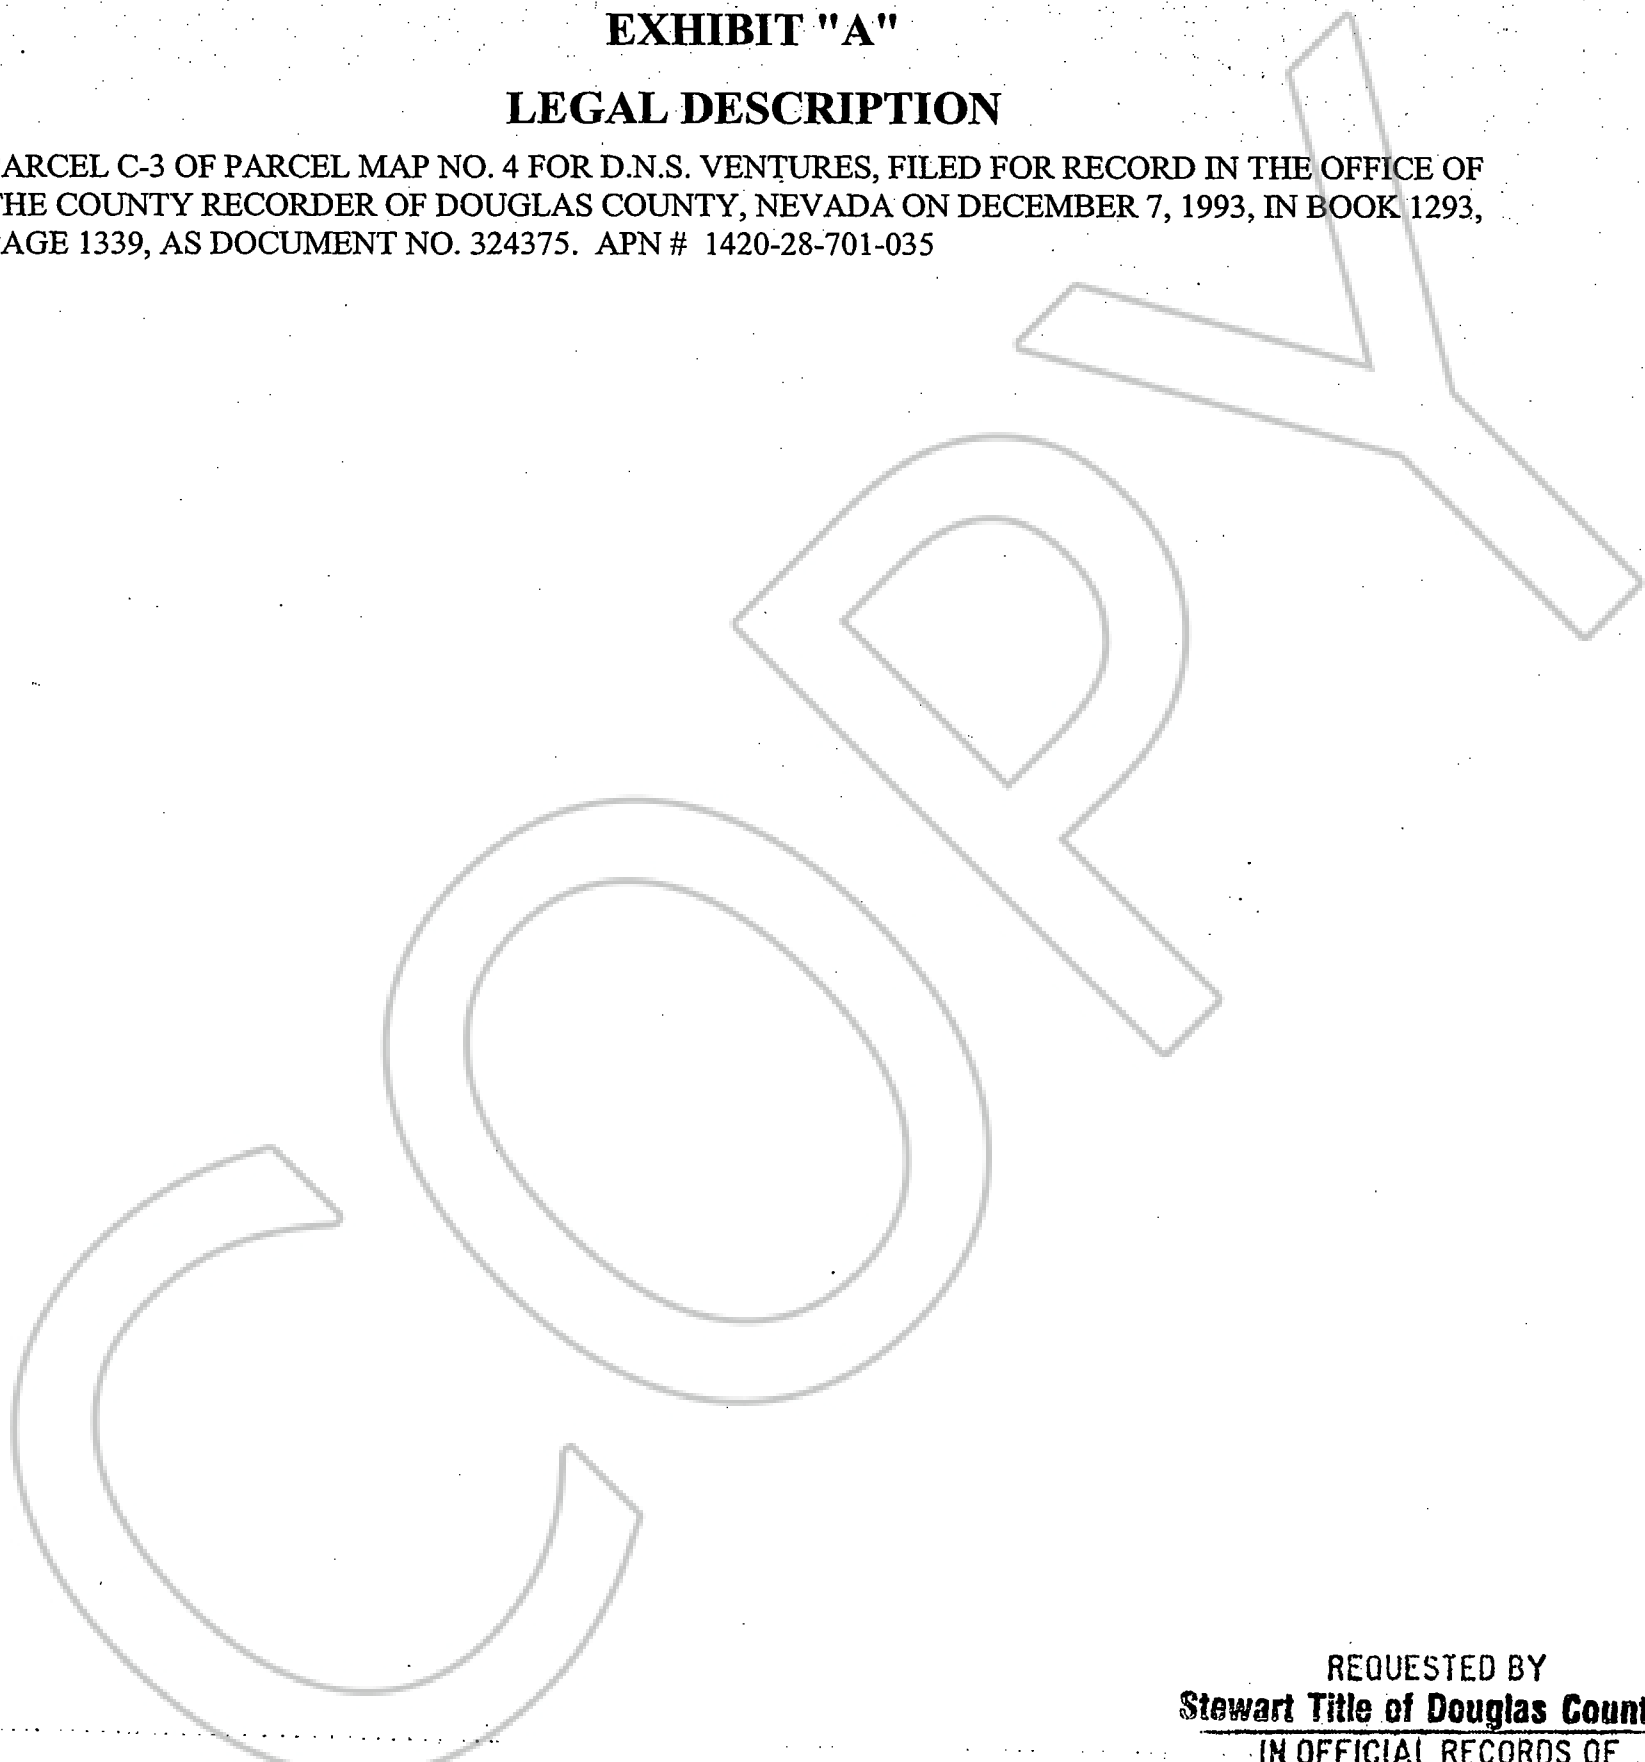 EXHIBIT "A"
LEGAL DESCRIPTION
ARCEL C-3 OF PARCEL MAP NO. 4 FOR D.N.S. VENTURES, FILED FOR RECORD IN THE OFFICE OF
HE COUNTY RECORDER OF DOUGLAS COUNTY, NEVADA ON DECEMBER 7, 1993, IN BOOK 1293,
AGE 1339, AS DOCUMENT NO. 324375. APN # 1420-28-701-035
COPY
REQUESTED BY
Stewart Title of Douglas Count
IN OFFICIAL RECORDS OF